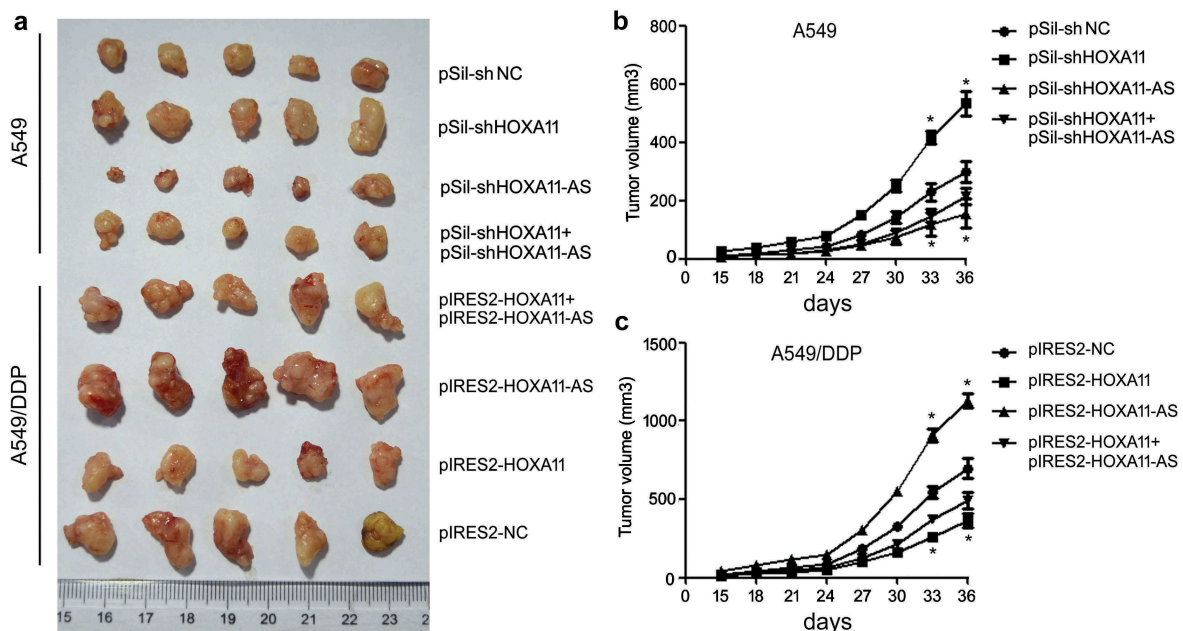 a
A549
pSil-sh NC
pSil-shHOXA11
pSil-shHOXA11-AS
pSil-shHOXA11+
pSil-shHOXA11-AS
A549/DDP
pIRES2-HOXA11+
pIRES2-HOXA11-AS
pIRES2-HOXA11-AS
pIRES2-HOXA11
pIRES2-NC
15 16 17 18 19 20 21 22 23 2
b
A549
Tumor volume (mm3)
800
600
400
200
0
0 15 18 21 24 27 30 33 36
days
* * * *
pSil-sh NC
pSil-shHOXA11
pSil-shHOXA11-AS
pSil-shHOXA11+
pSil-shHOXA11-AS
c
A549/DDP
Tumor volume (mm3)
1500
1000
500
0
0 15 18 21 24 27 30 33 36
days
* * * *
pIRES2-NC
pIRES2-HOXA11
pIRES2-HOXA11-AS
pIRES2-HOXA11+
pIRES2-HOXA11-AS